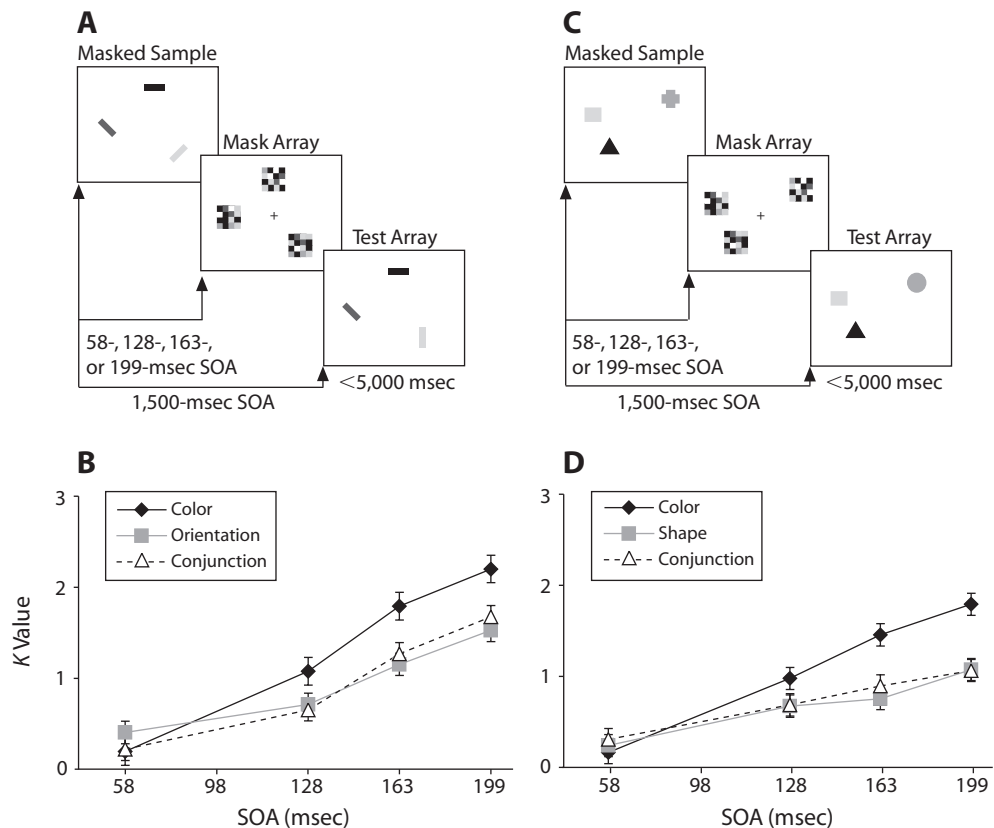 A
Masked Sample
Mask Array
+
Test Array
58-, 128-, 163-,
or 199-msec SOA
<5,000 msec
1,500-msec SOA
C
Masked Sample
Mask Array
+
Test Array
58-, 128-, 163-,
or 199-msec SOA
<5,000 msec
1,500-msec SOA
B
3
2
1
0
K Value
Color
Orientation
Conjunction
58
98
128
163
199
SOA (msec)
D
3
2
1
0
Color
Shape
Conjunction
58
98
128
163
199
SOA (msec)